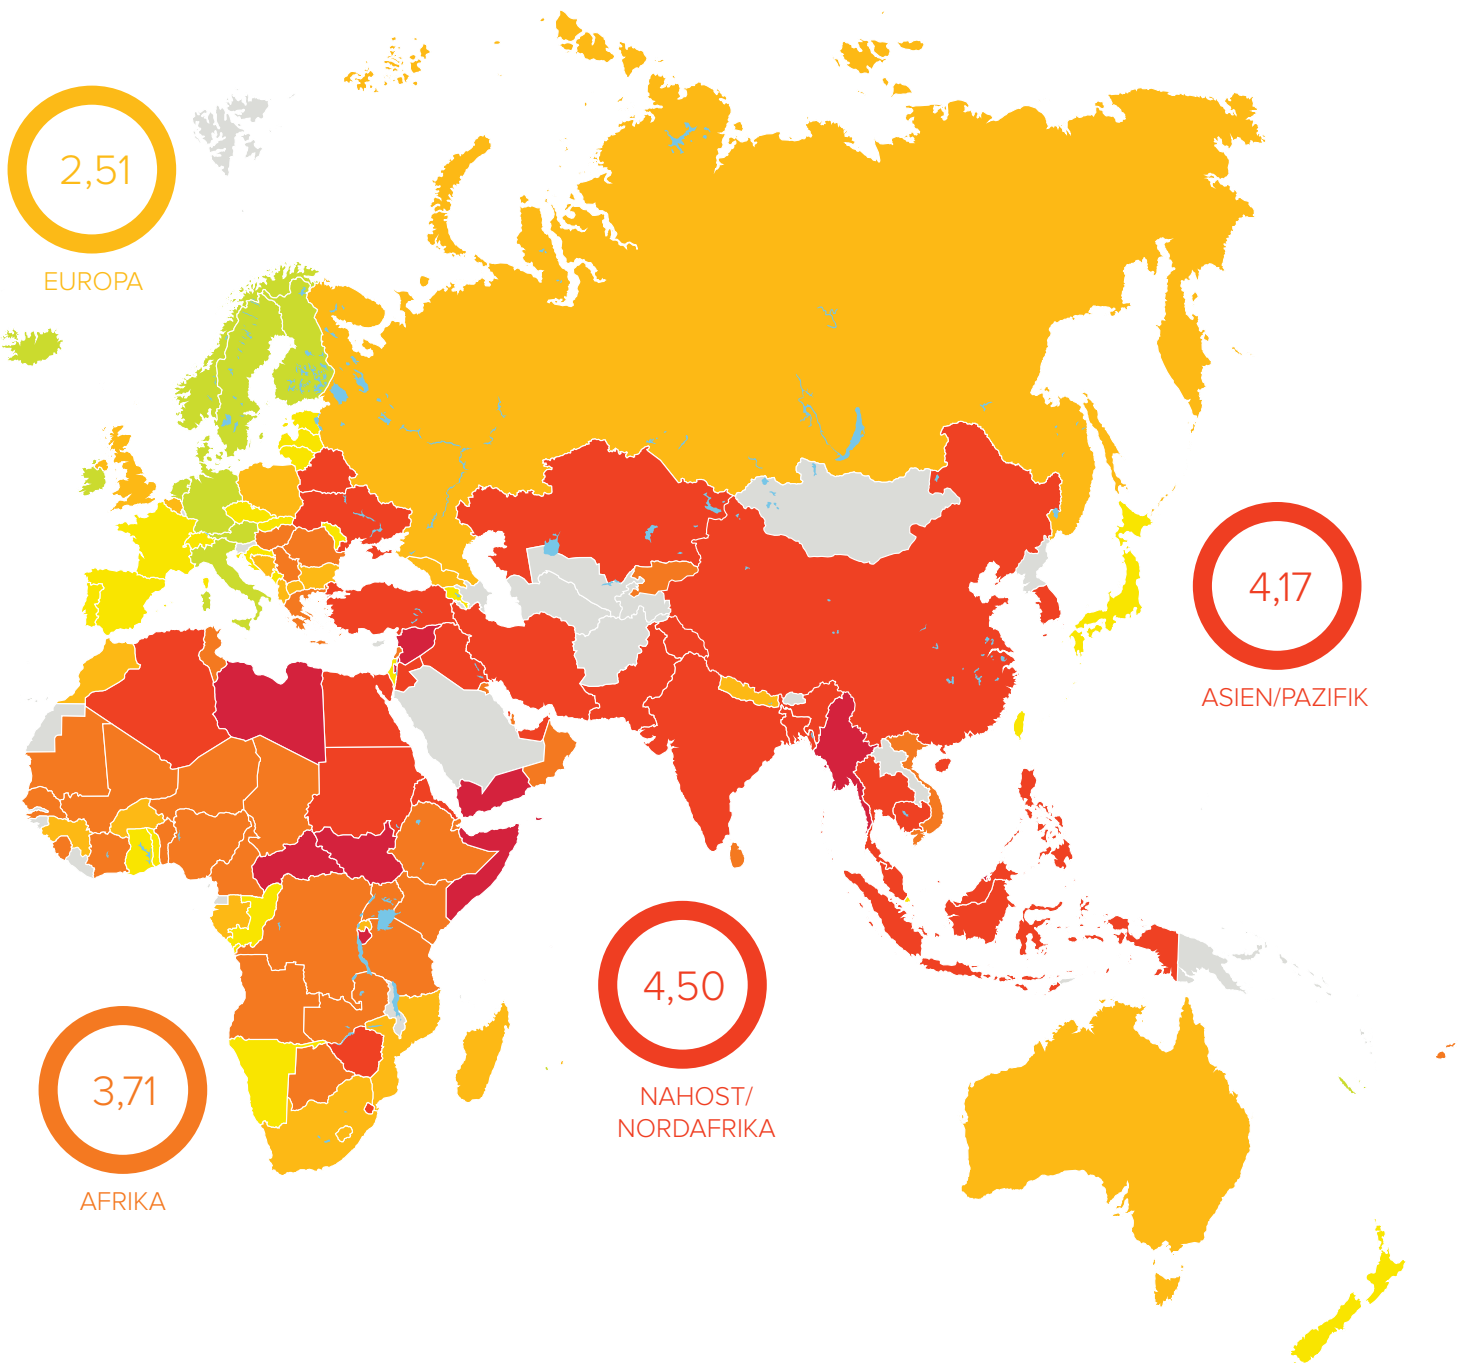 2,51
EUROPA
4,17
ASIEN/PAZIFIK
4,50
NAHOST/
NORDAFRIKA
3,71
AFRIKA